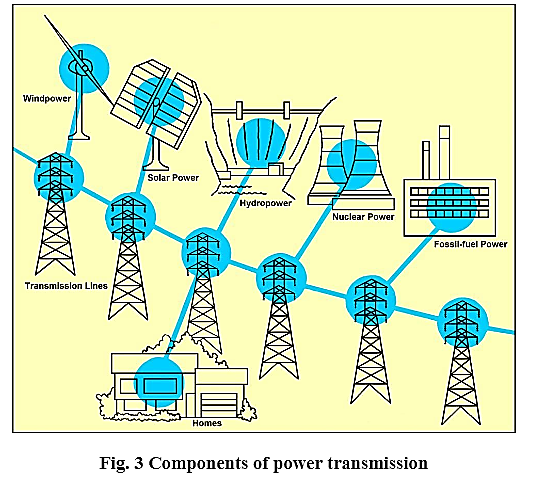 Windpower
Solar Power
Hydropower
Nuclear Power
Fossil-fuel Power
Transmission Lines
Homes
Fig. 3 Components of power transmission